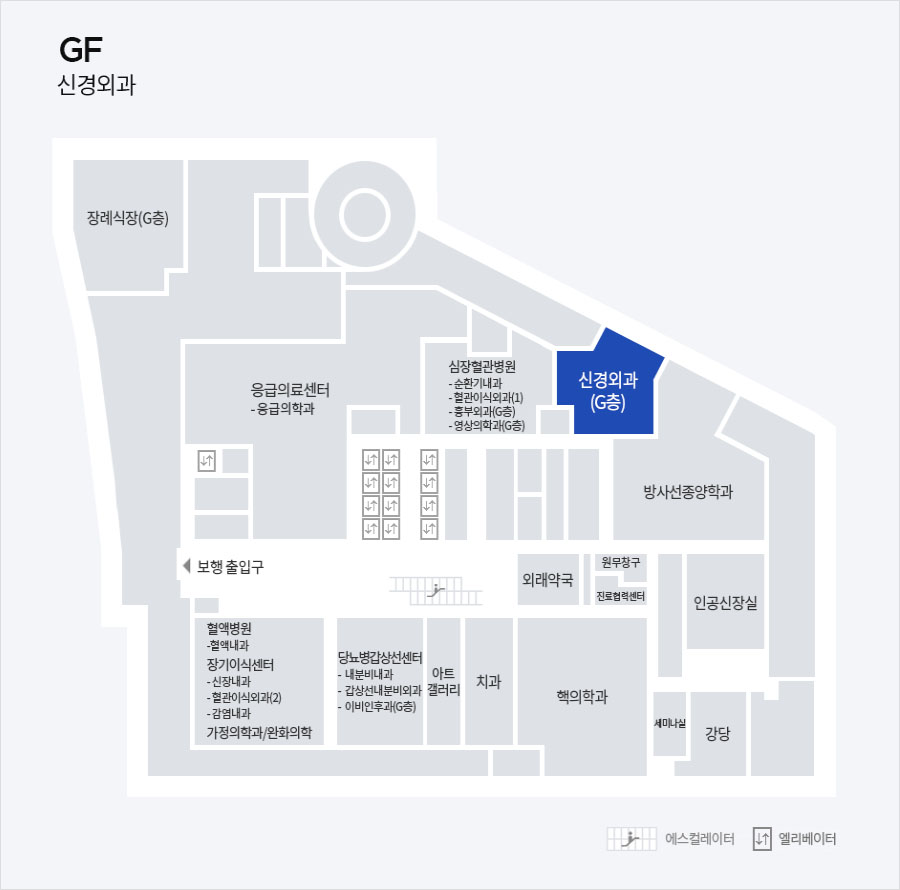 GF
신경외과
장례식장(G층)
심장혈관병원
- 순환기내과
- 혈관이식외과(1)
- 흉부외과(G층)
- 영상의학과(G층)
신경외과
(G층)
응급의료센터
- 응급의학과
방사선종양학과
보행 출입구
외래약국
원무창구
진료협력센터
인공신장실
혈액병원
-혈액내과
장기이식센터
- 신장내과
- 혈관이식외과(2)
- 감염내과
가정의학과/완화의학
당뇨병갑상선센터
- 내분비내과
- 갑상선내분비외과
- 이비인후과(G층)
아트
갤러리
치과
핵의학과
세미나실
강당
에스컬레이터
엘리베이터